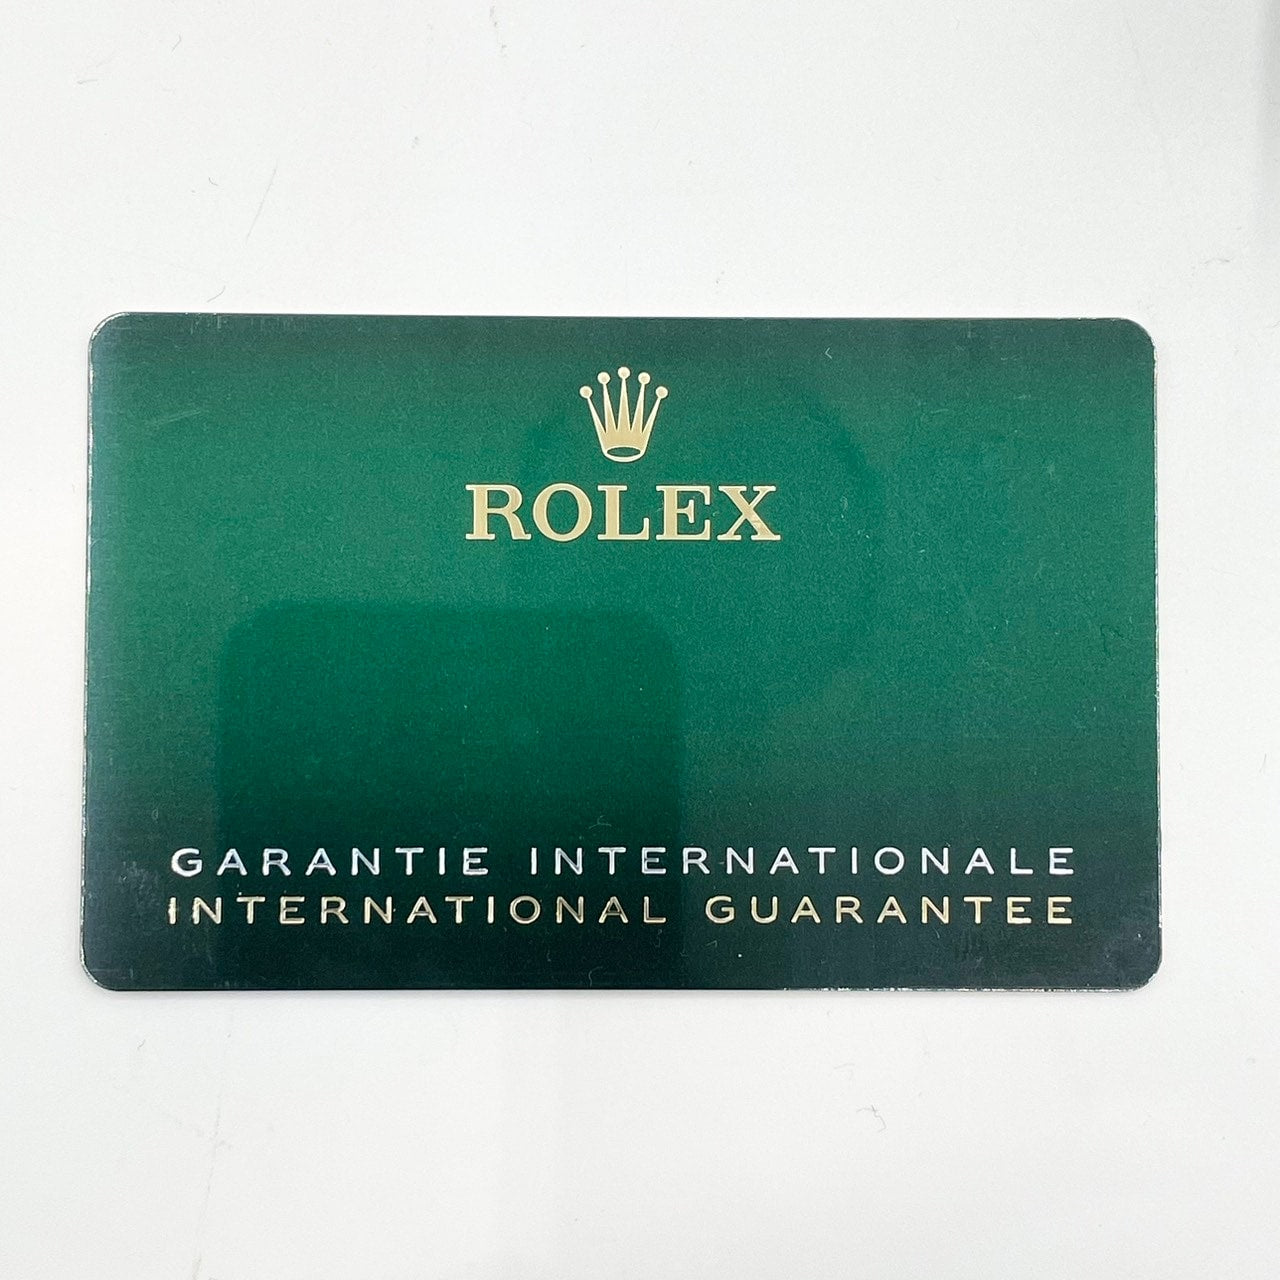 ROLEX
GARANTIE INTERNATIONALE
INTERNATIONAL GUARANTEE